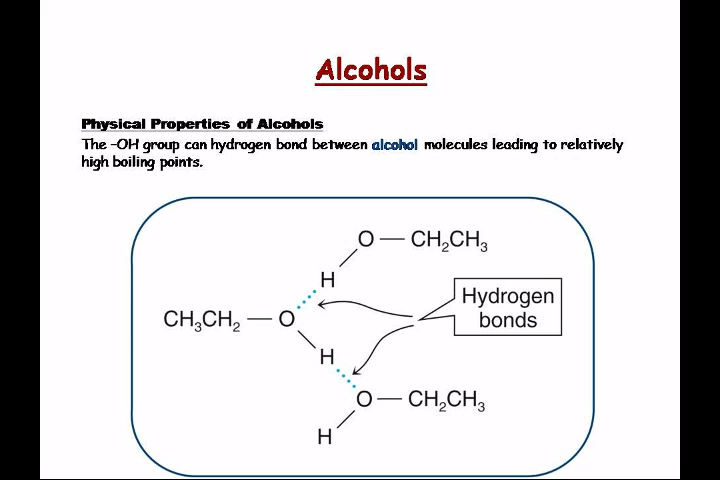 Alcohols
Physical Properties of Alcohols
The –OH group can hydrogen bond between alcohol molecules leading to relatively
high boiling points.
O — CH₂CH₃
H
Hydrogen
bonds
CH₃CH₂ — O
H
O — CH₂CH₃
H